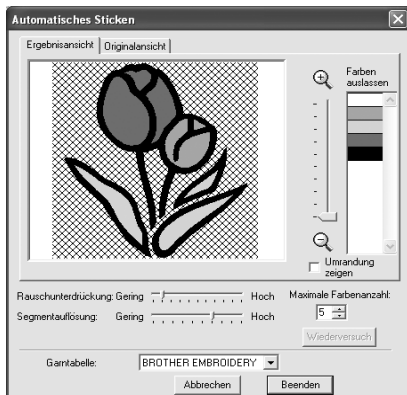 Automatisches Sticken
Ergebnisansicht Originalansicht
Farben
auslassen
Umrandung
zeigen
Rauschunterdrückung: Gering Hoch
Maximale Farbenanzahl:
5
Segmentauflösung: Gering Hoch
Wiederversuch
Garntabelle: BROTHER EMBROIDERY
Abbrechen Beenden